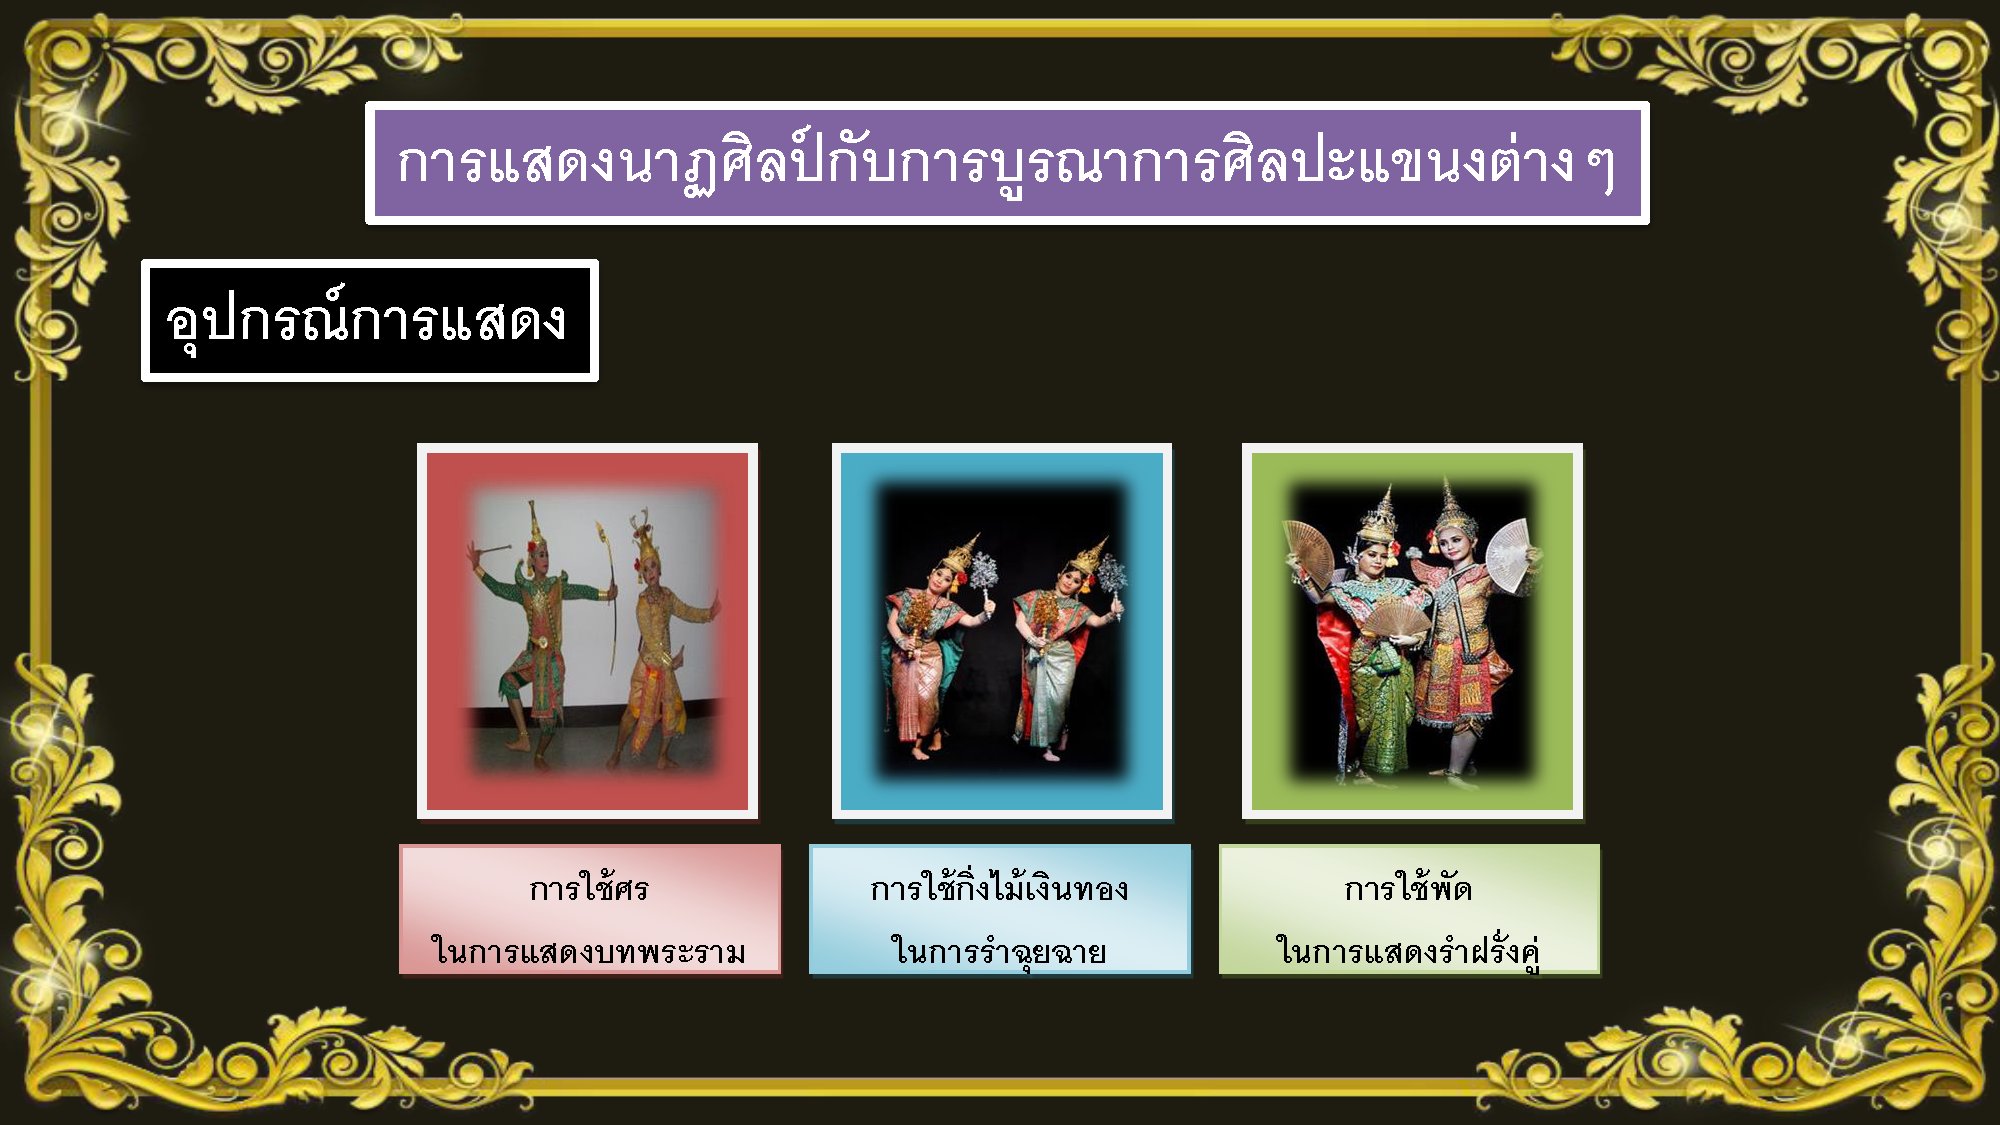 การแสดงนาฏศิลป์กับการบูรณาการศิลปะแขนงต่าง ๆ
อุปกรณ์การแสดง
การใช้ศร
ในการแสดงบทพระราม
การใช้กิ่งไม้เงินทอง
ในการรำฉุยฉาย
การใช้พัด
ในการแสดงรำฝรั่งคู่